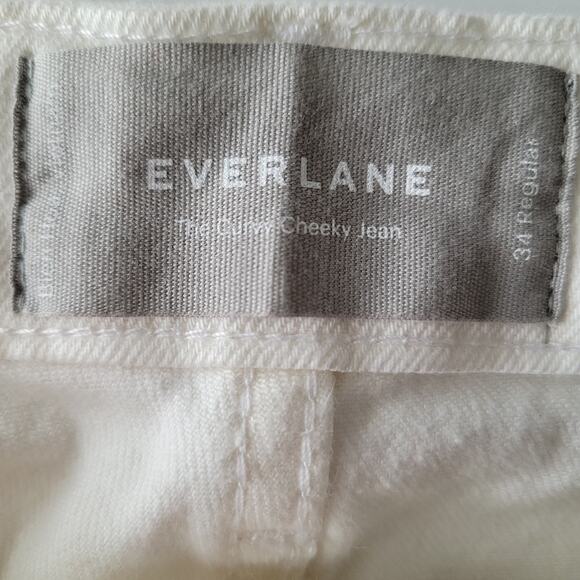 EVERLANE
The Curvy Cheeky Jean
34 Regular